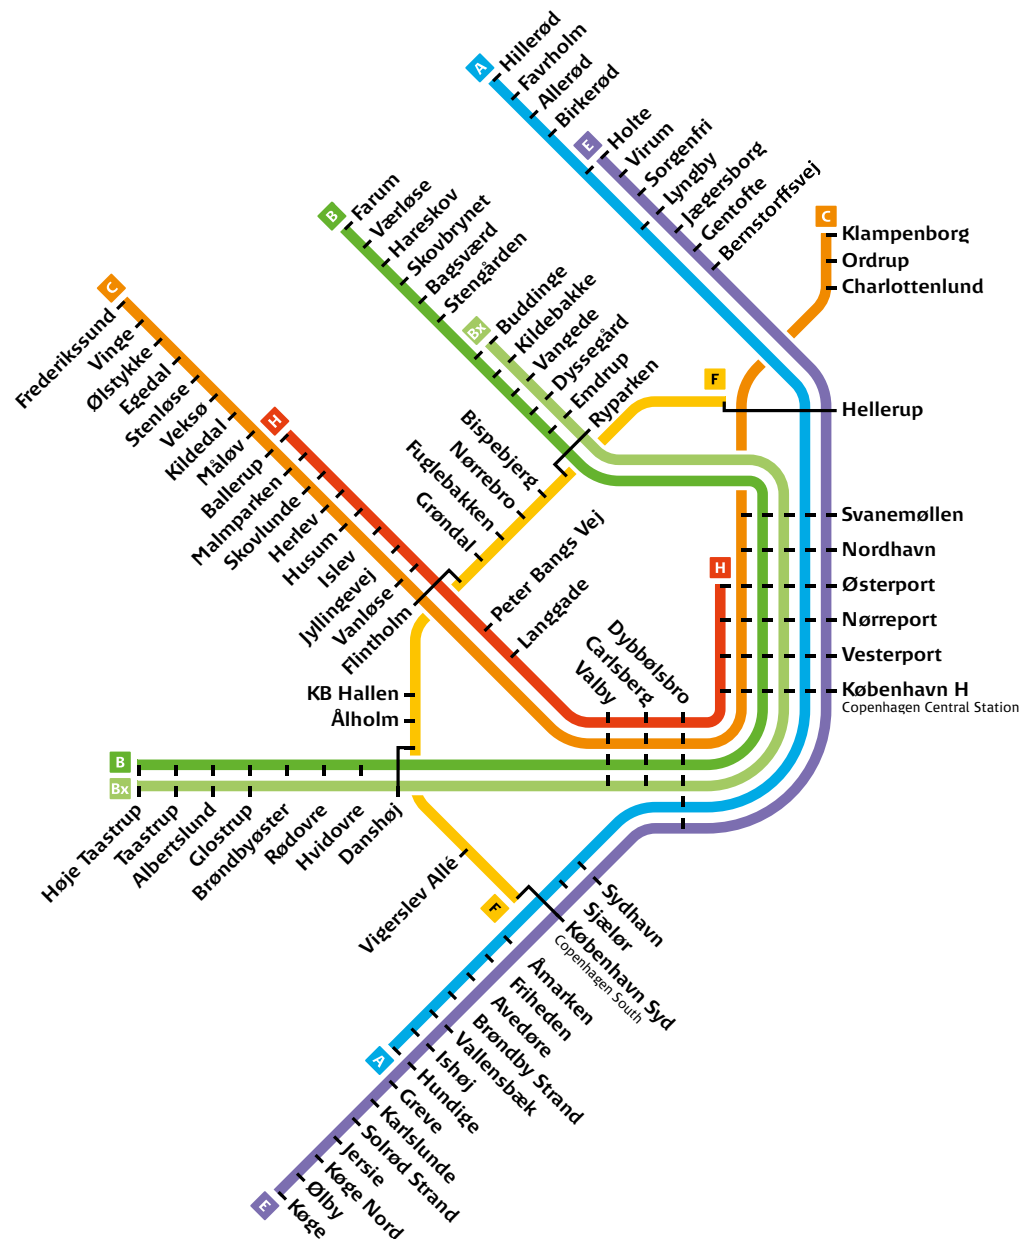 A
Hillerød
Favrholm
Allerød
Birkerød
E
Holte
Virum
Sorgenfri
Lyngby
Jægersborg
Gentofte
Bernstorffsvej
C
Klampenborg
Ordrup
Charlottenlund
B
Farum
Værløse
Hareskov
Skovbrynet
Bagsværd
Stengården
Bx
Buddinge
Kildebakke
Vangede
Dyssegård
Emdrup
Ryparken
F
Hellerup
C
Frederikssund
Vinge
Ølstykke
Egedal
Stenløse
Veksø
Kildedal
Måløv
Ballerup
Malmparken
Skovlunde
Herlev
Husum
Islev
Jyllingevej
Vanløse
Flintholm
H
Bispebjerg
Nørrebro
Fuglebakken
Grøndal
Peter Bangs Vej
Langgade
Valby
Carlsberg
Dybbølsbro
Svanemøllen
Nordhavn
H
Østerport
Nørreport
Vesterport
København H
Copenhagen Central Station
KB Hallen
Ålholm
B
Bx
Høje Taastrup
Taastrup
Albertslund
Glostrup
Brøndbyøster
Rødovre
Hvidovre
Danshøj
Vigerslev Allé
F
Sydhavn
Sjælør
København Syd
Copenhagen South
Åmarken
Friheden
Avedøre
Brøndby Strand
Vallensbæk
Ishøj
Hundige
A
Greve
Karlslunde
Solrød Strand
Jersie
Køge Nord
Ølby
Køge
E